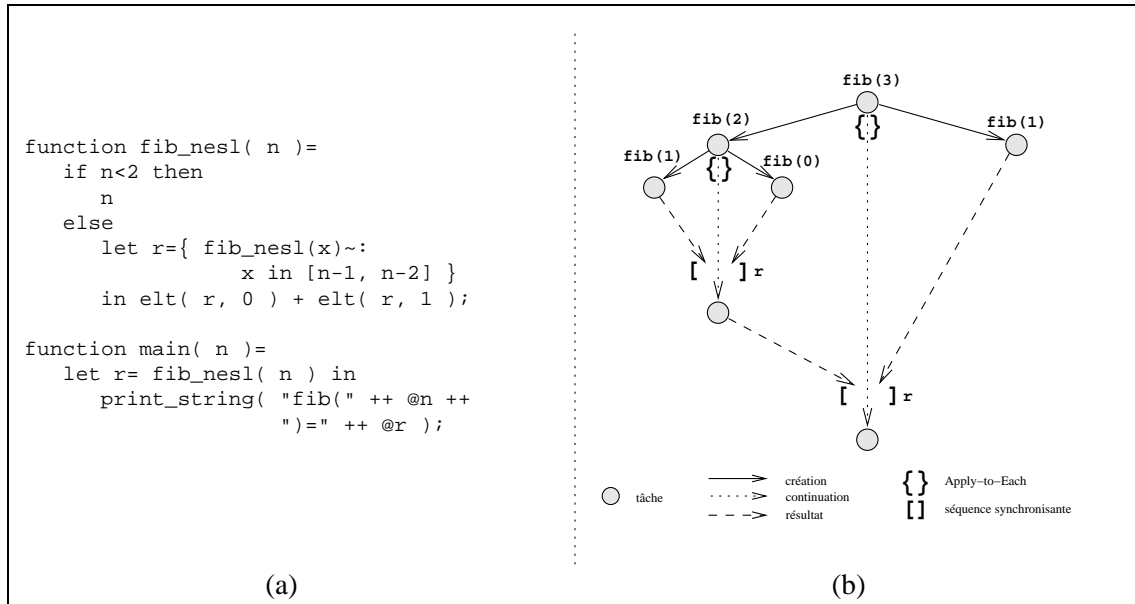 function fib_nesl( n )=
if n<2 then
n
else
let r={ fib_nesl(x)~:
x in [n-1, n-2] }
in elt( r, 0 ) + elt( r, 1 );
function main( n )=
let r= fib_nesl( n ) in
print_string( "fib(" ++ @n ++
")=" ++ @r );
(a)
fib(3)
{}
fib(2)
fib(1)
{}
fib(1)
fib(0)
[ ] r
[ ] r
tâche
création
continuation
résultat
{} Apply-to-Each
[] séquence synchronisante
(b)